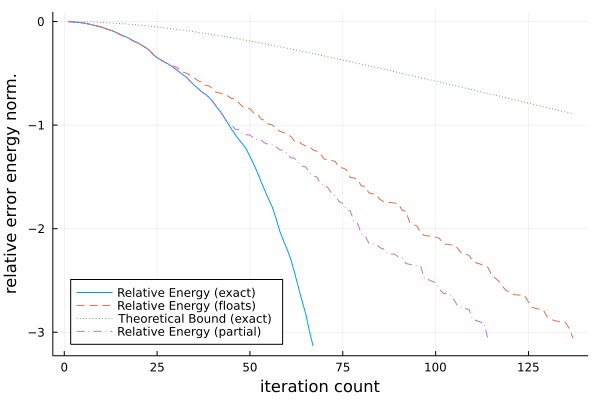 0
−1
−2
−3
relative error energy norm.
Relative Energy (exact)
Relative Energy (floats)
Theoretical Bound (exact)
Relative Energy (partial)
0 25 50 75 100 125
iteration count